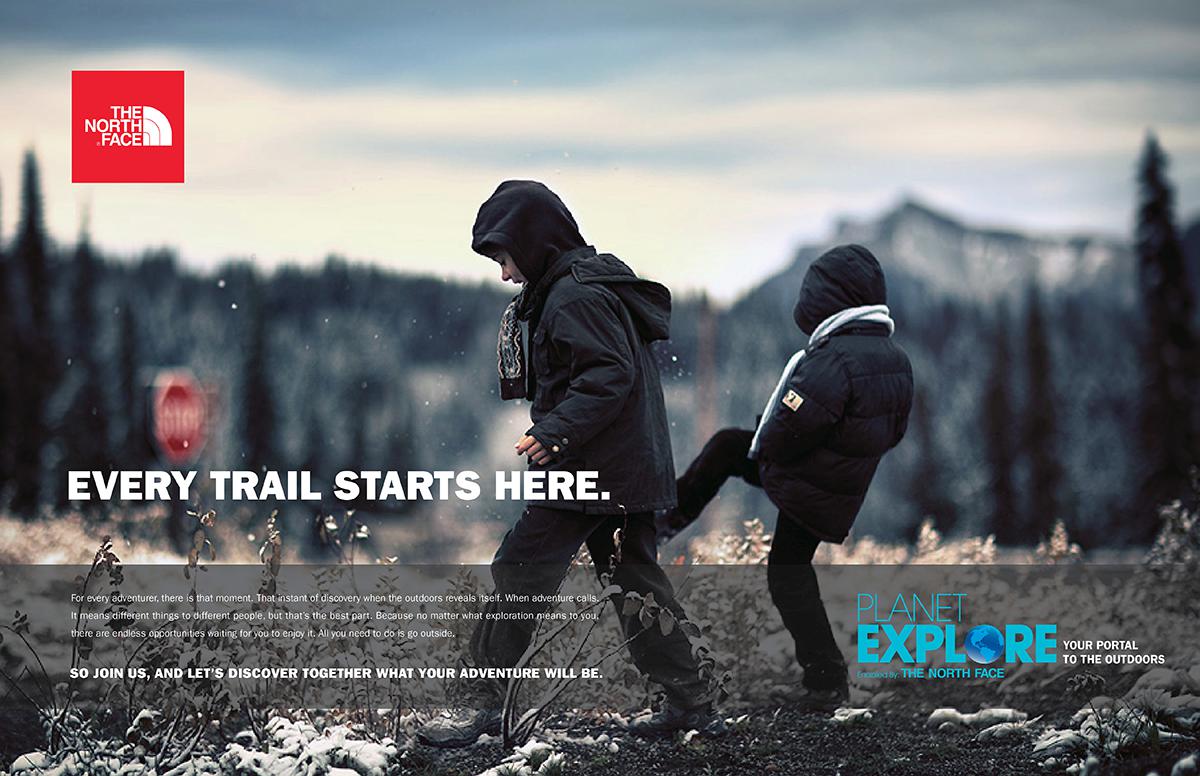 THE
NORTH
FACE
EVERY TRAIL STARTS HERE.
For every adventurer, there is that moment. That instant of discovery when the outdoors reveals itself. When adventure calls.
It means different things to different people, but that's the best part. Because no matter what exploration means to you,
there are endless opportunities waiting for you to enjoy it. All you need to do is go outside.
SO JOIN US, AND LET'S DISCOVER TOGETHER WHAT YOUR ADVENTURE WILL BE.
PLANET
EXPLORE
Enabled by: THE NORTH FACE
YOUR PORTAL
TO THE OUTDOORS